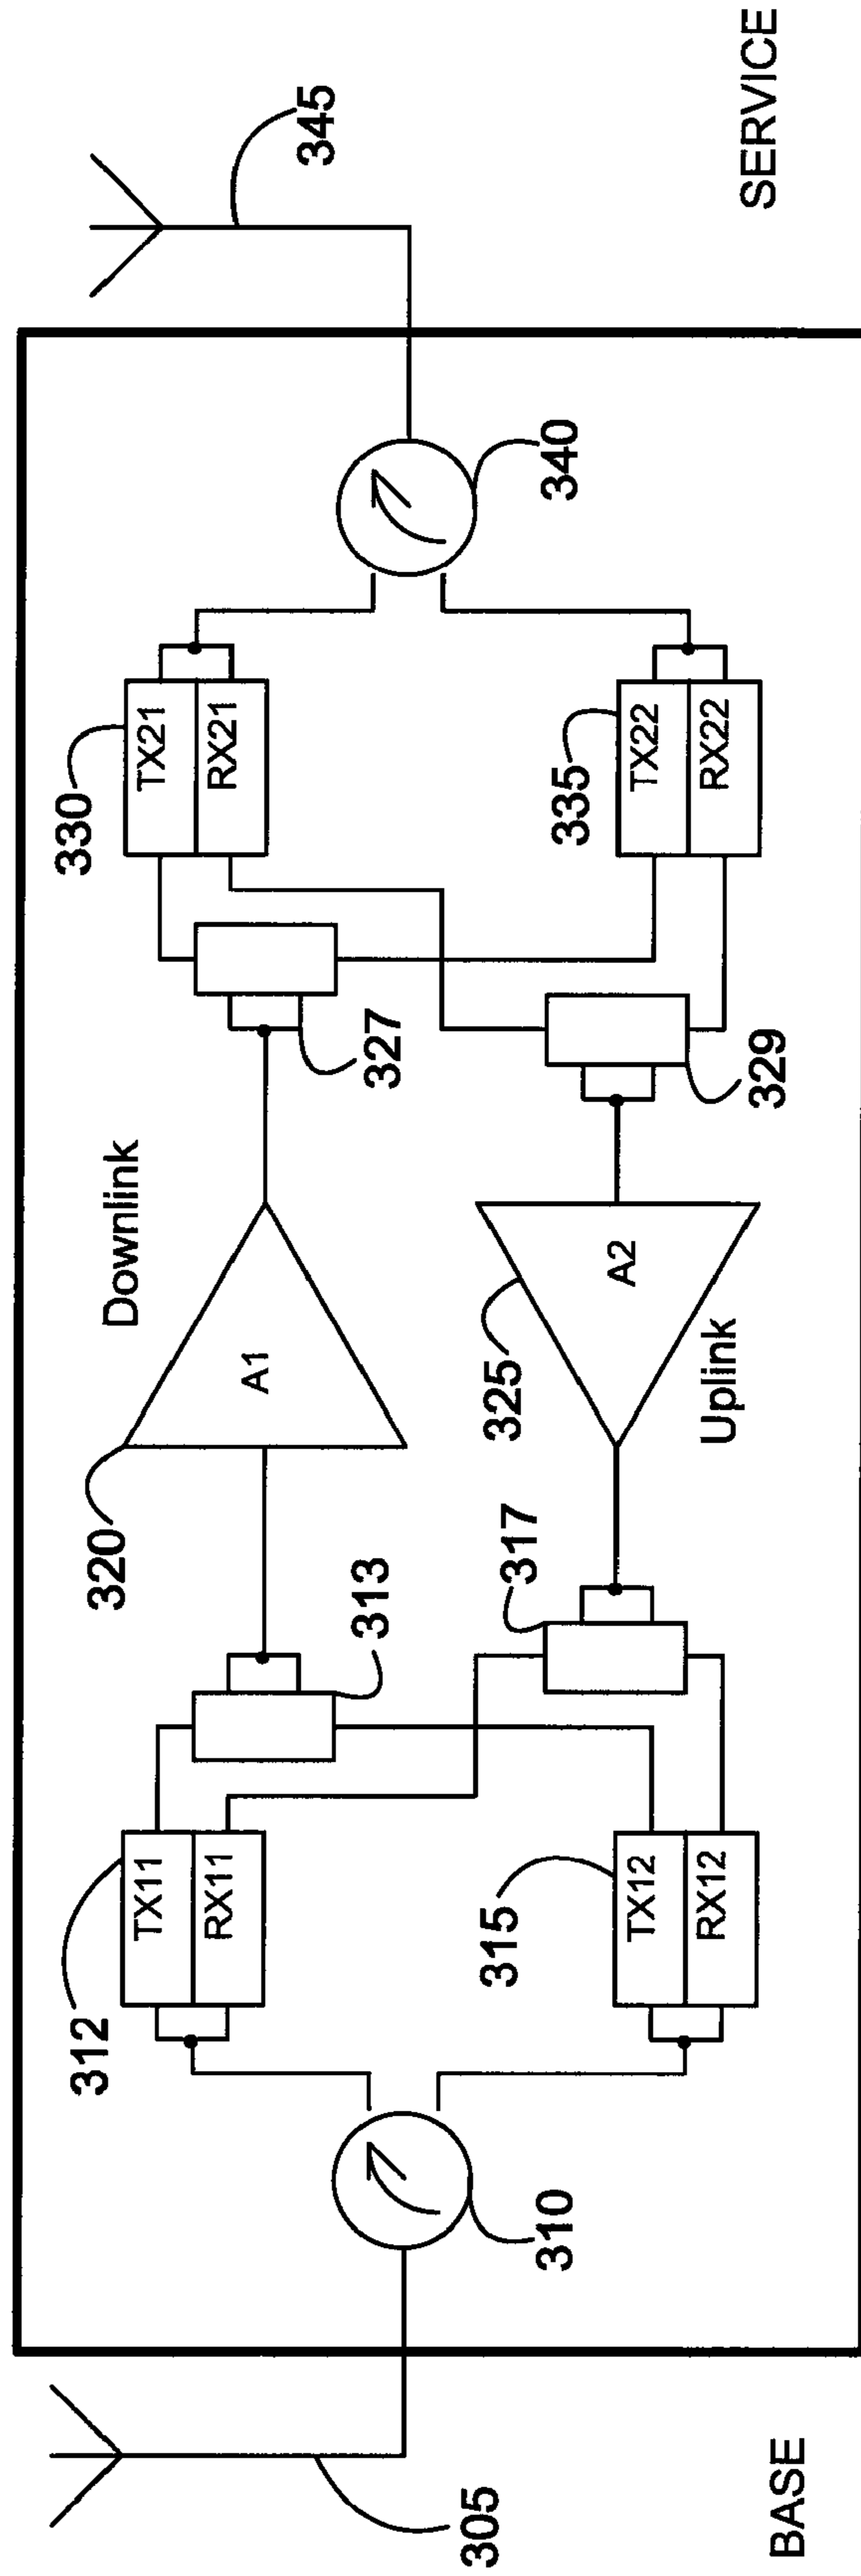 BASE
SERVICE
305
310
312
TX11
RX11
315
TX12
RX12
313
317
320
A1
Downlink
325
A2
Uplink
327
329
330
TX21
RX21
335
TX22
RX22
340
345